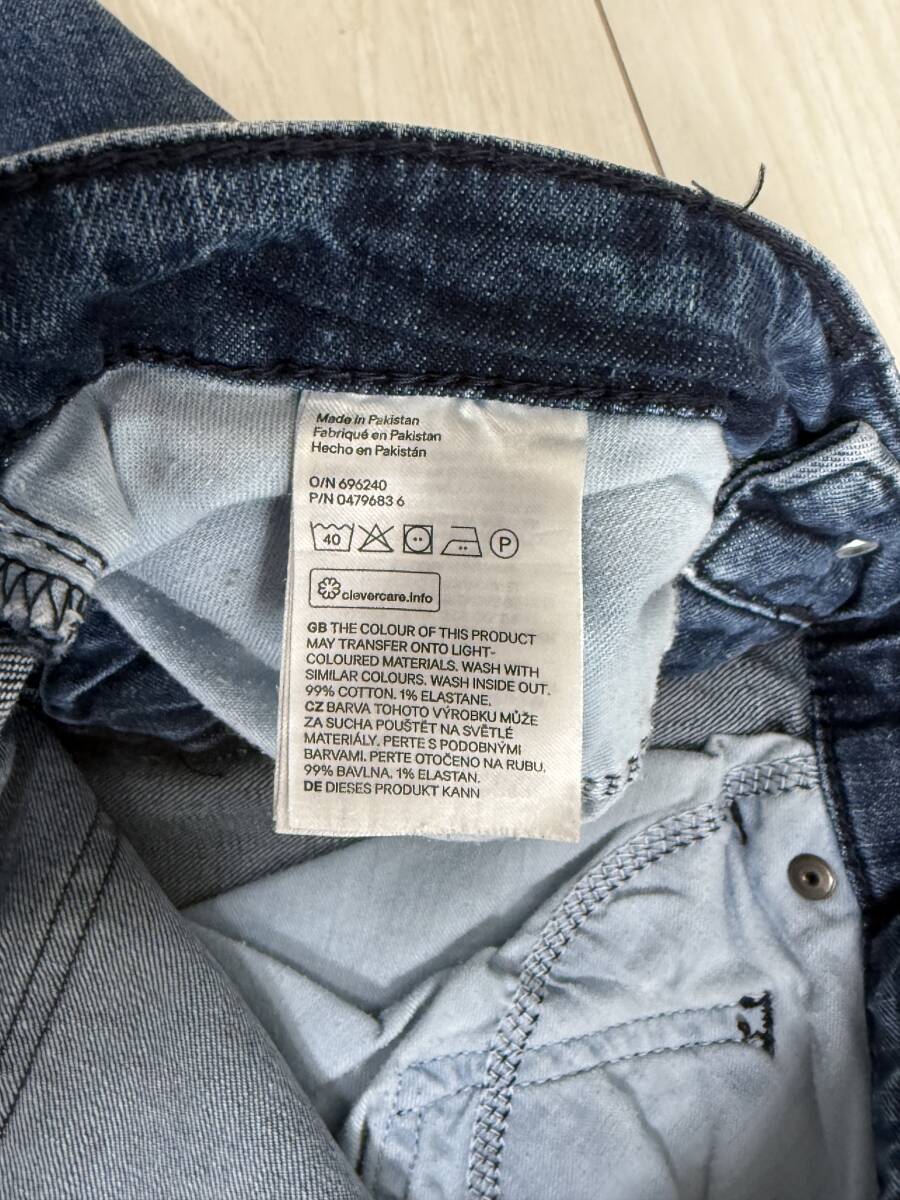 Made in Pakistan
Fabriqué en Pakistan
Hecho en Pakistán
O/N 696240
P/N 0479683 6
40 P
clevercare.info
GB THE COLOUR OF THIS PRODUCT
MAY TRANSFER ONTO LIGHT-
COLOURED MATERIALS. WASH WITH
SIMILAR COLOURS. WASH INSIDE OUT.
99% COTTON. 1% ELASTANE.
CZ BARVA TOHOTO VÝROBKU MŮŽE
ZA SUCHA POUŠTĚT NA SVĚTLÉ
MATERIÁLY. PERTE S PODOBNÝMI
BARVAMI. PERTE OTOČENO NA RUBU.
99% BAVLNA. 1% ELASTAN.
DE DIESES PRODUKT KANN